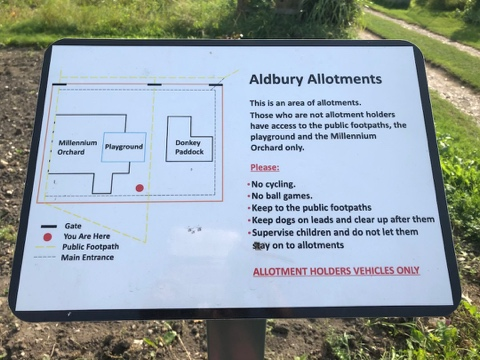 Aldbury Allotments
This is an area of allotments.
Those who are not allotment holders
have access to the public footpaths, the
playground and the Millennium
Orchard only.
Please:
• No cycling.
• No ball games.
• Keep to the public footpaths
• Keep dogs on leads and clear up after them
• Supervise children and do not let them
stay on to allotments
ALLOTMENT HOLDERS VEHICLES ONLY
Millennium
Orchard
Playground
Donkey
Paddock
Gate
You Are Here
Public Footpath
Main Entrance